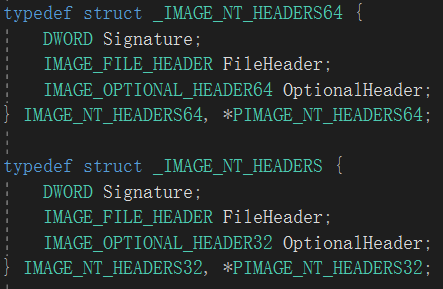 typedef struct _IMAGE_NT_HEADERS64 {
    DWORD Signature;
    IMAGE_FILE_HEADER FileHeader;
    IMAGE_OPTIONAL_HEADER64 OptionalHeader;
} IMAGE_NT_HEADERS64, *PIMAGE_NT_HEADERS64;

typedef struct _IMAGE_NT_HEADERS {
    DWORD Signature;
    IMAGE_FILE_HEADER FileHeader;
    IMAGE_OPTIONAL_HEADER32 OptionalHeader;
} IMAGE_NT_HEADERS32, *PIMAGE_NT_HEADERS32;